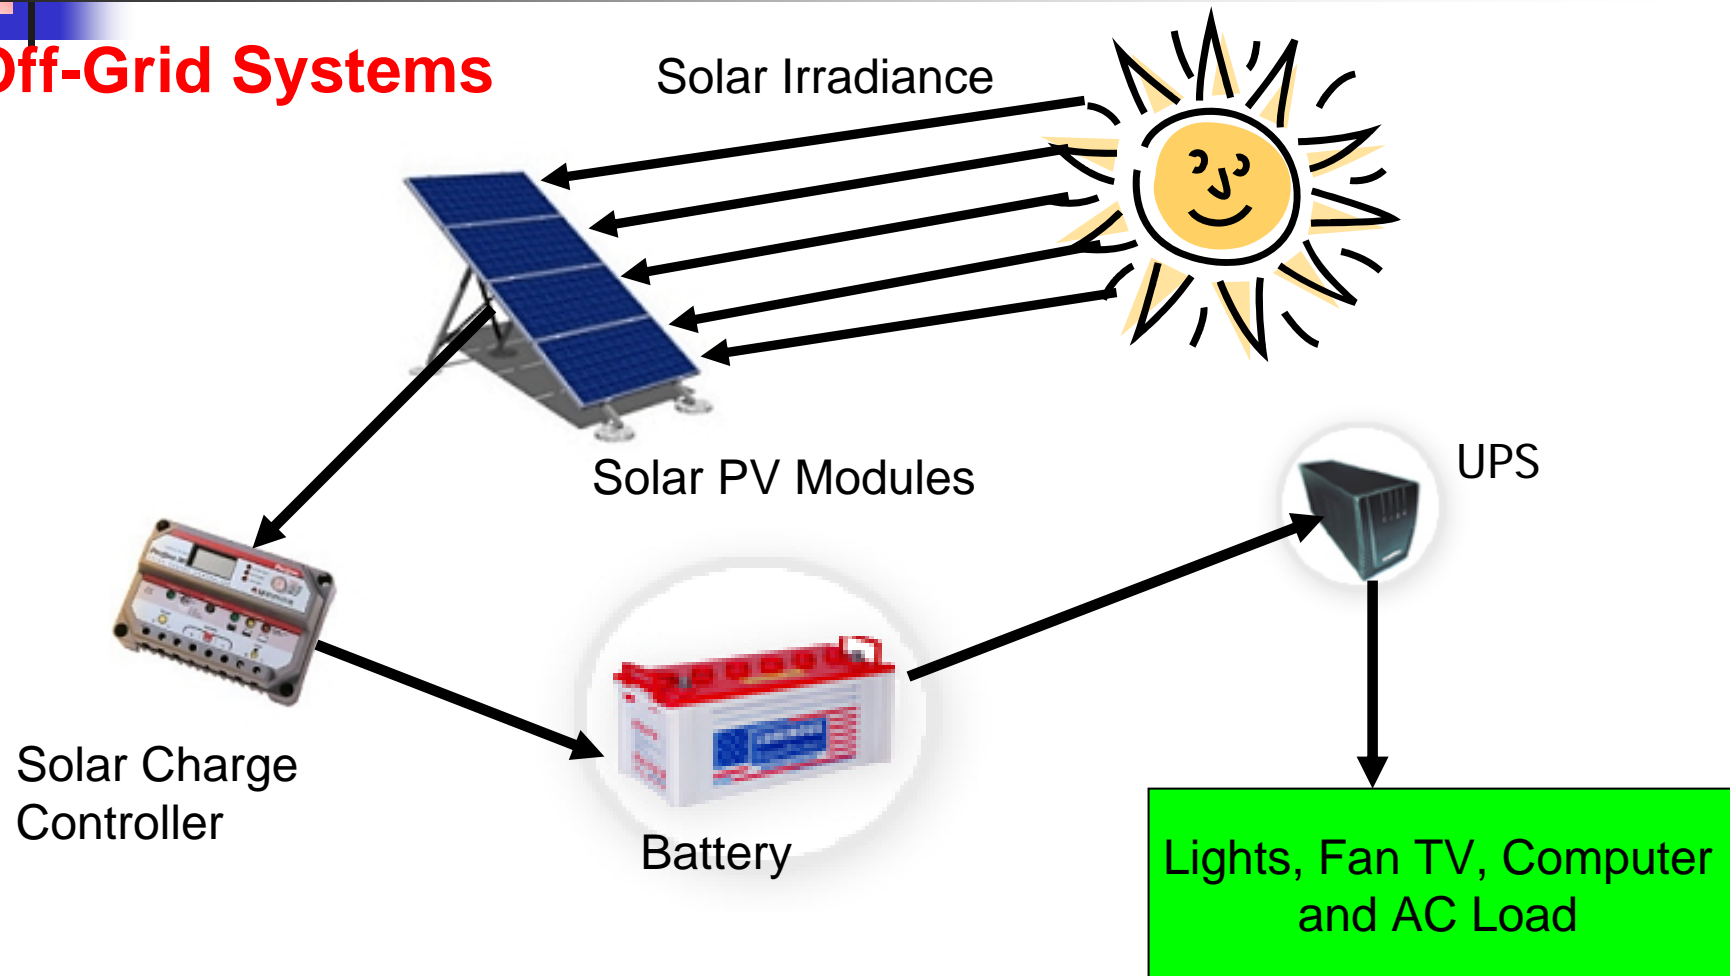 Off-Grid Systems
Solar Irradiance
Solar PV Modules
UPS
Solar Charge
Controller
Battery
Lights, Fan TV, Computer
and AC Load